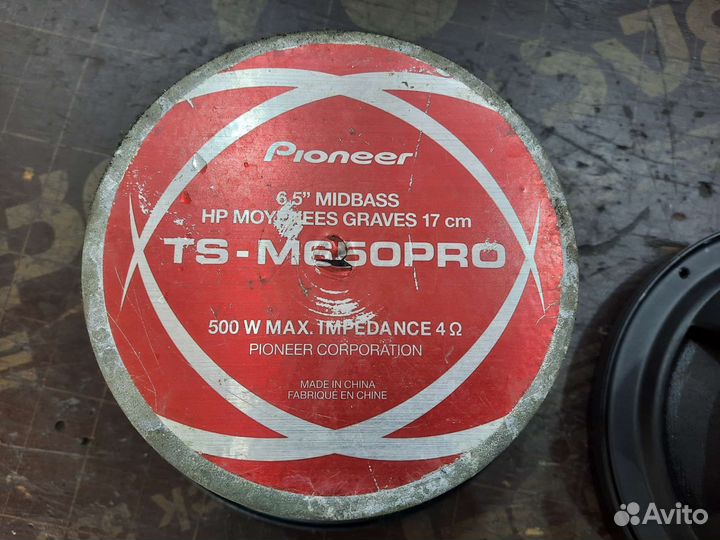 Pioneer
6,5" MIDBASS
HP MOYENNES GRAVES 17 cm
TS-M650PRO
500 W MAX. IMPEDANCE 4 Ω
PIONEER CORPORATION
MADE IN CHINA
FABRIQUÉ EN CHINE
Avito